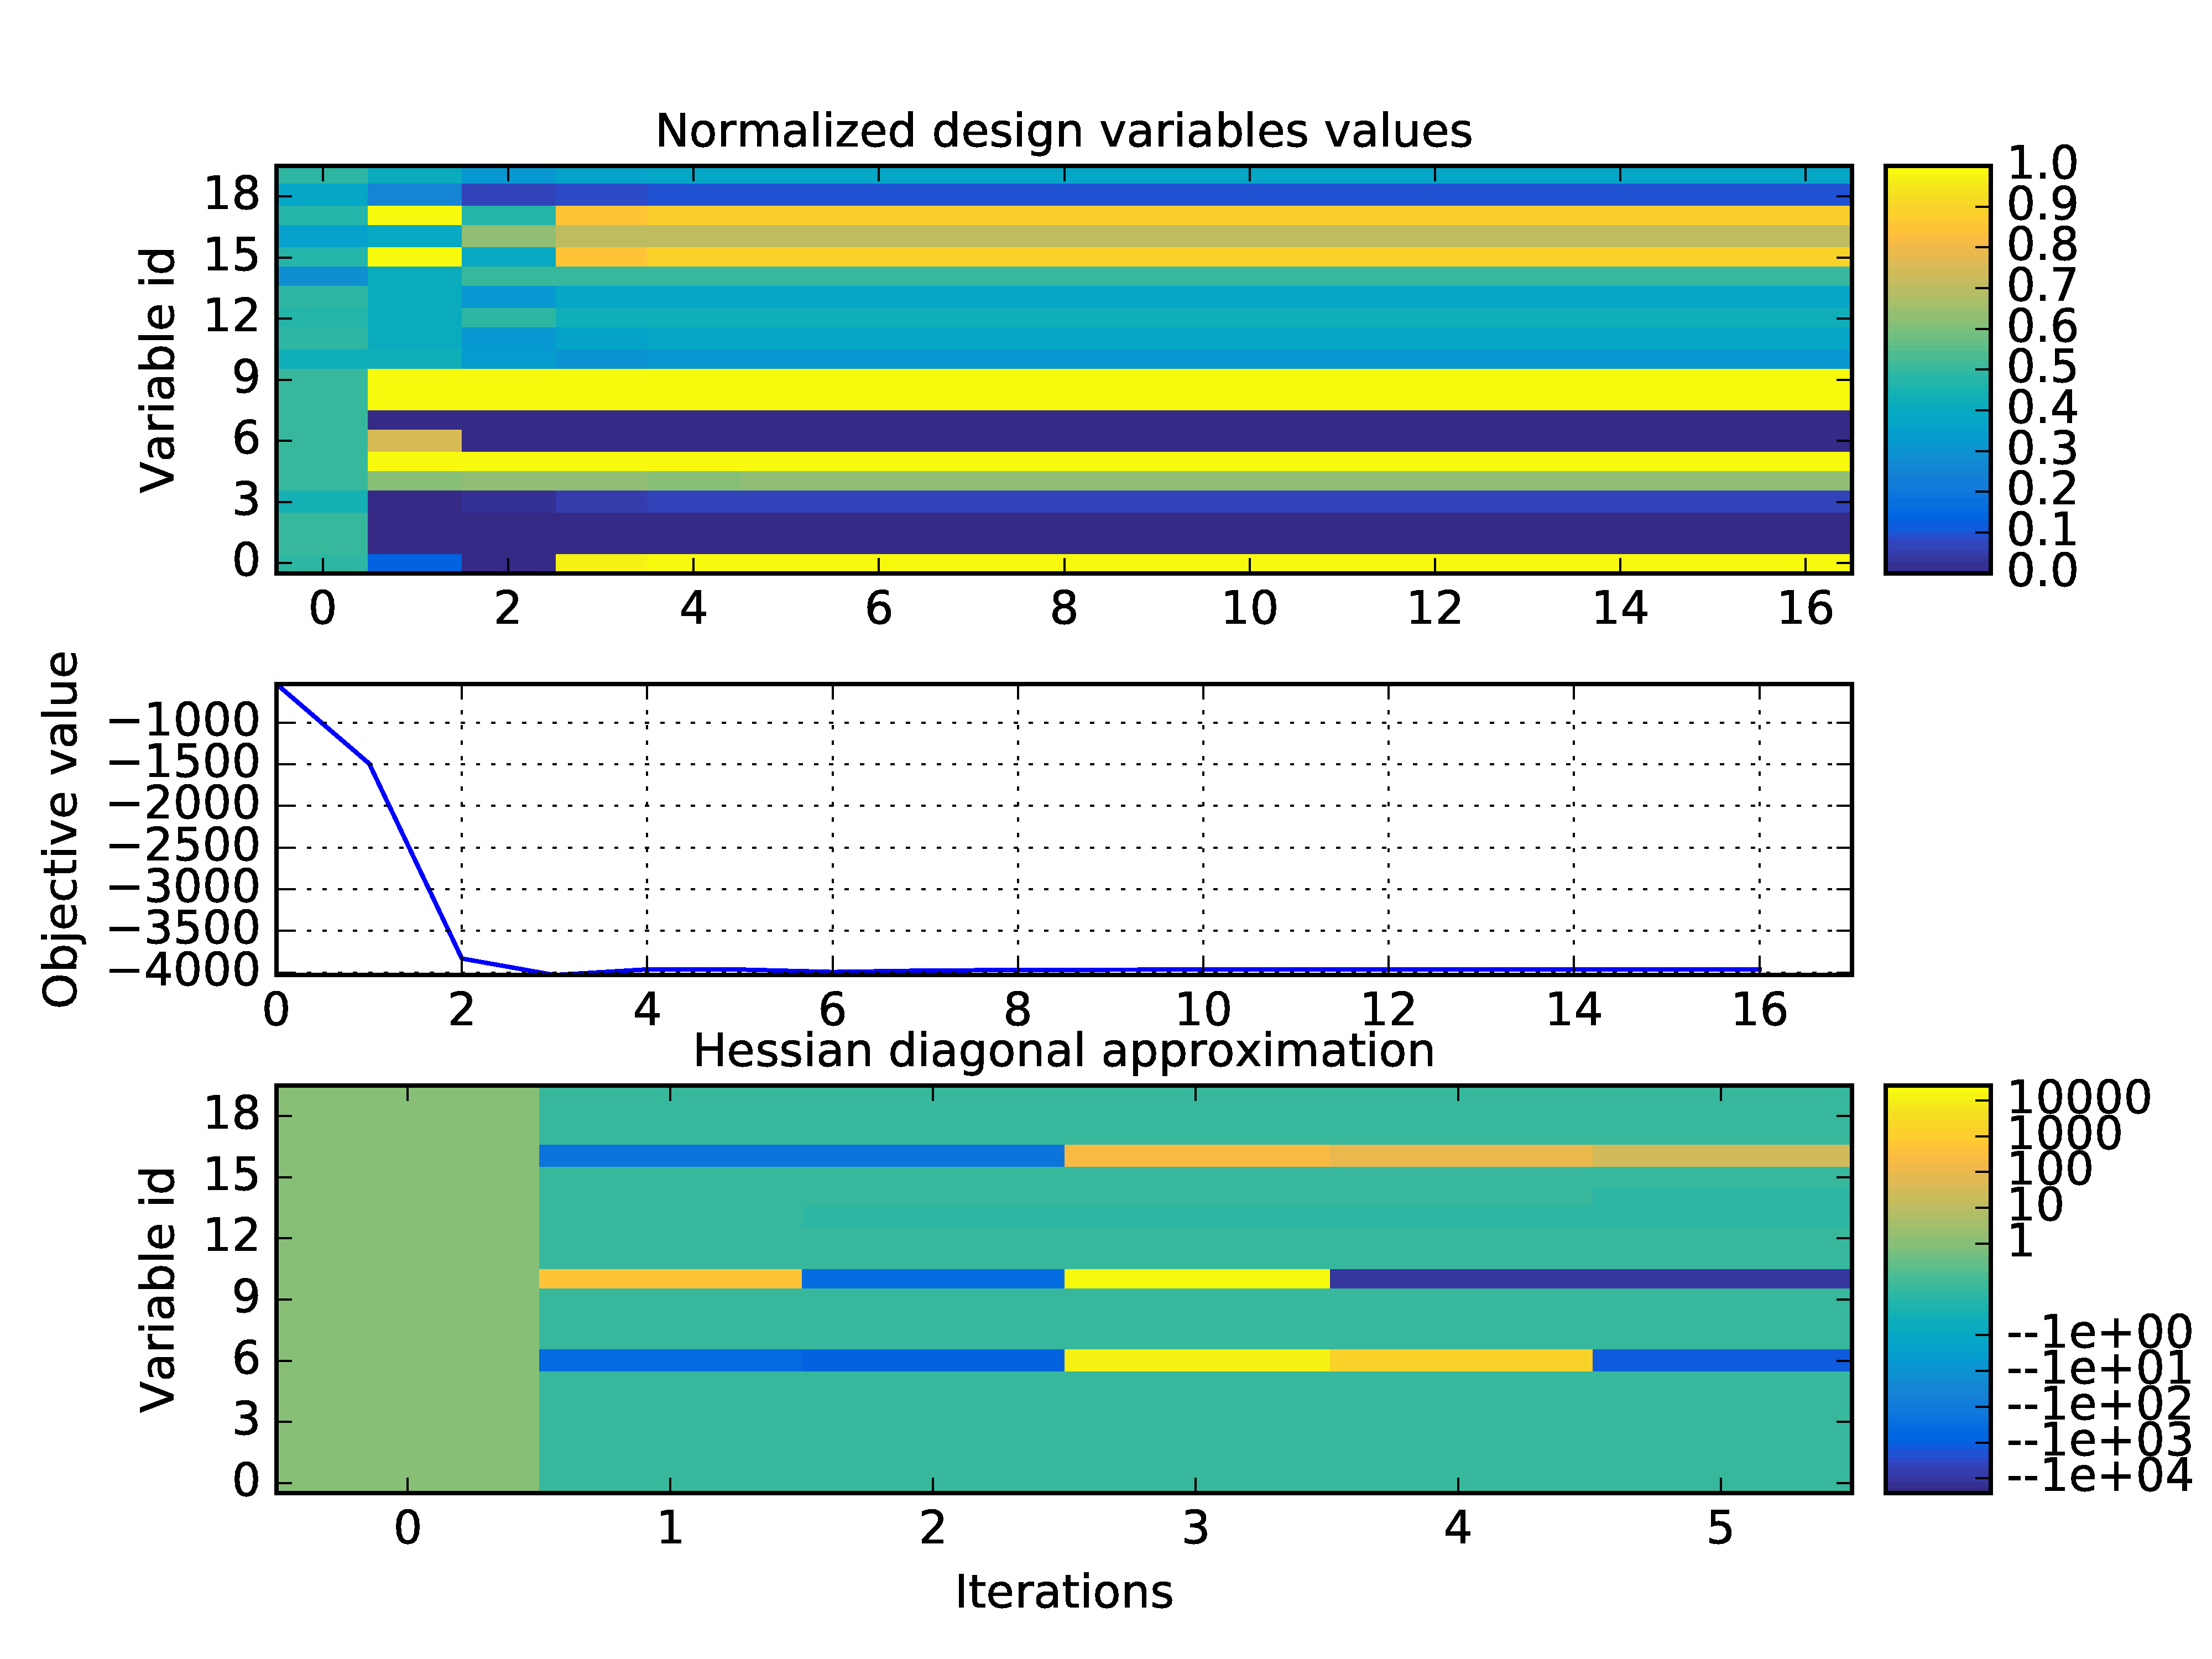 Normalized design variables values
Variable id
18
15
12
9
6
3
0
0 2 4 6 8 10 12 14 16
1.0
0.9
0.8
0.7
0.6
0.5
0.4
0.3
0.2
0.1
0.0
Objective value
−1000
−1500
−2000
−2500
−3000
−3500
−4000
0 2 4 6 8 10 12 14 16
Hessian diagonal approximation
Variable id
18
15
12
9
6
3
0
0 1 2 3 4 5
Iterations
10000
1000
100
10
1
--1e+00
--1e+01
--1e+02
--1e+03
--1e+04